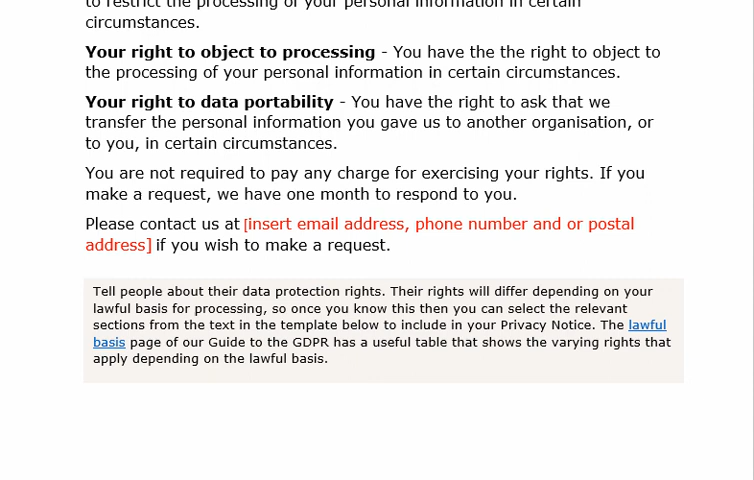 to restrict the processing of your personal information in certain
circumstances.
Your right to object to processing - You have the the right to object to
the processing of your personal information in certain circumstances.
Your right to data portability - You have the right to ask that we
transfer the personal information you gave us to another organisation, or
to you, in certain circumstances.
You are not required to pay any charge for exercising your rights. If you
make a request, we have one month to respond to you.
Please contact us at [insert email address, phone number and or postal
address] if you wish to make a request.
Tell people about their data protection rights. Their rights will differ depending on your
lawful basis for processing, so once you know this then you can select the relevant
sections from the text in the template below to include in your Privacy Notice. The lawful
basis page of our Guide to the GDPR has a useful table that shows the varying rights that
apply depending on the lawful basis.